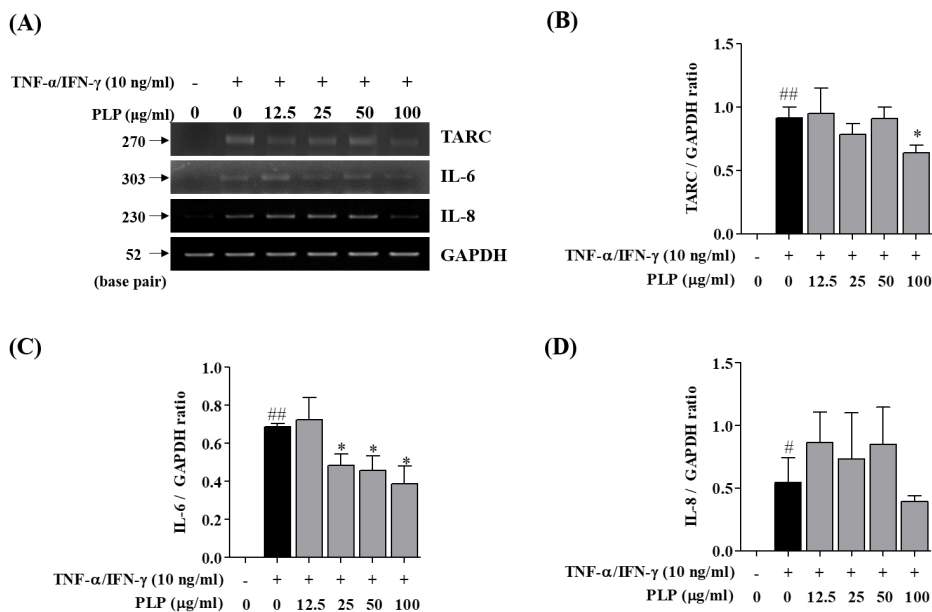 (A)
TNF-α/IFN-γ (10 ng/ml) - + + + + +
PLP (μg/ml) 0 0 12.5 25 50 100
270 TARC
303 IL-6
230 IL-8
52 GAPDH
(base pair)
(B)
TARC / GAPDH ratio
1.5
1.0
0.5
0.0
##
*
TNF-α/IFN-γ (10 ng/ml) - + + + + +
PLP (μg/ml) 0 0 12.5 25 50 100
(C)
IL-6 / GAPDH ratio
1.0
0.8
0.6
0.4
0.2
0.0
##
* * *
TNF-α/IFN-γ (10 ng/ml) - + + + + +
PLP (μg/ml) 0 0 12.5 25 50 100
(D)
IL-8 / GAPDH ratio
1.5
1.0
0.5
0.0
#
TNF-α/IFN-γ (10 ng/ml) - + + + + +
PLP (μg/ml) 0 0 12.5 25 50 100